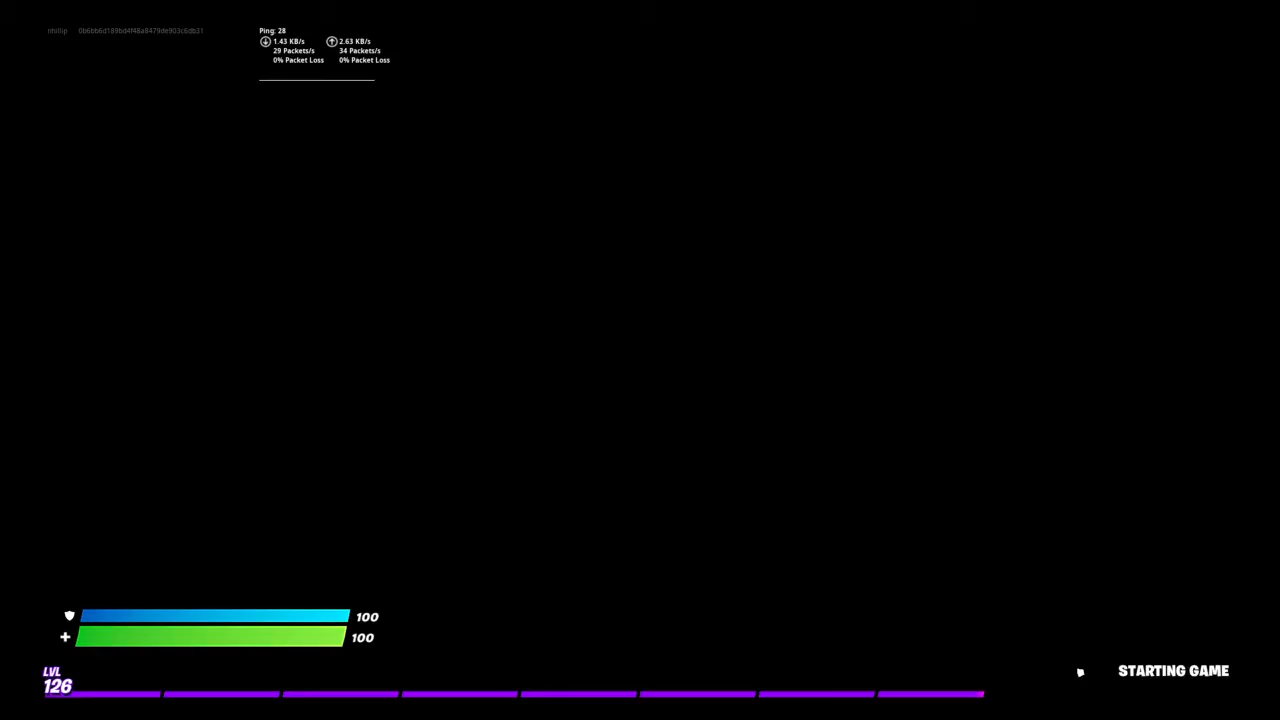 nhillip
Ping: 28
1.43 KB/s 2.63 KB/s
29 Packets/s 34 Packets/s
0% Packet Loss 0% Packet Loss
100
100
LVL
126
STARTING GAME